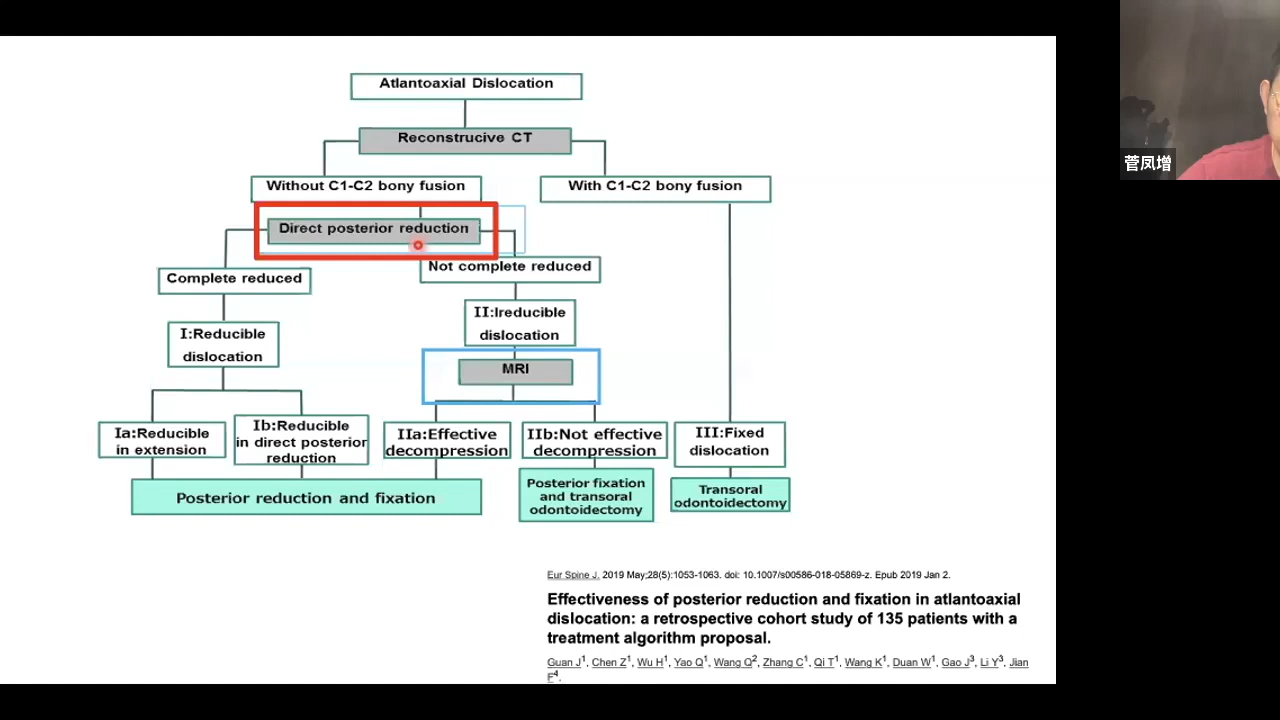 Atlantoaxial Dislocation
Reconstrucive CT
Without C1-C2 bony fusion
With C1-C2 bony fusion
Direct posterior reduction
Complete reduced
Not complete reduced
I:Reducible
dislocation
II:Ireducible
dislocation
MRI
Ia:Reducible
in extension
Ib:Reducible
in direct posterior
reduction
IIa:Effective
decompression
IIb:Not effective
decompression
III:Fixed
dislocation
Posterior reduction and fixation
Posterior fixation
and transoral
odontoidectomy
Transoral
odontoidectomy
Eur Spine J. 2019 May;28(5):1053-1063. doi: 10.1007/s00586-018-05869-z. Epub 2019 Jan 2.
Effectiveness of posterior reduction and fixation in atlantoaxial
dislocation: a retrospective cohort study of 135 patients with a
treatment algorithm proposal.
Guan J1, Chen Z1, Wu H1, Yao Q1, Wang Q2, Zhang C1, Qi T1, Wang K1, Duan W1, Gao J3, Li Y3, Jian
F4.
菅凤增